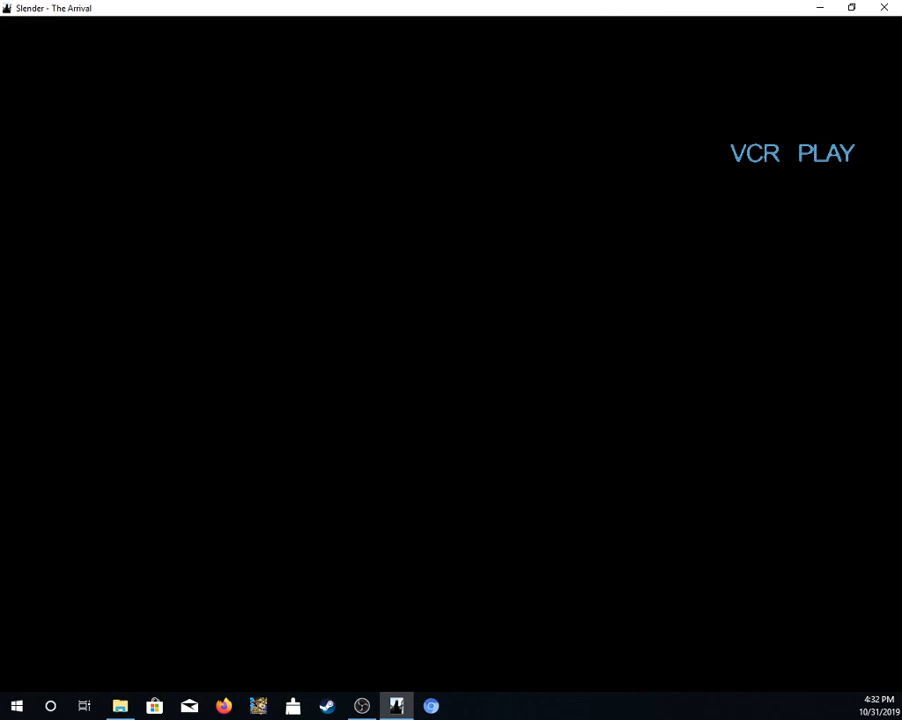 Slender - The Arrival
VCR PLAY
4:32 PM
10/31/2019